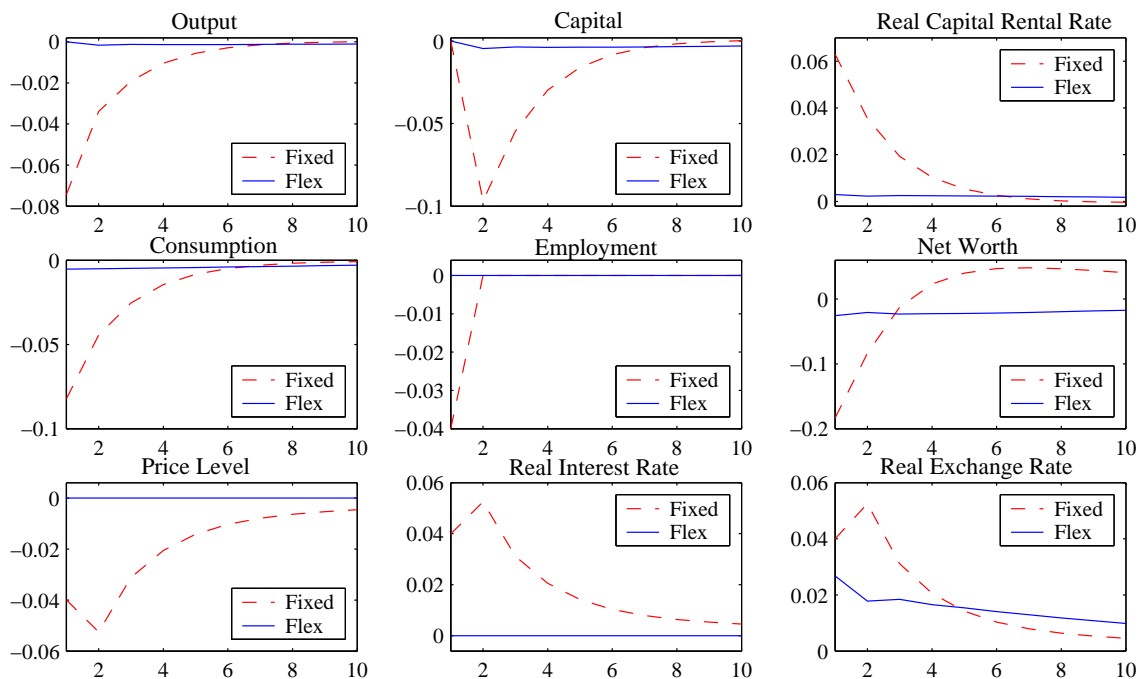 Output
0
−0.02
−0.04
−0.06
−0.08
Fixed
Flex
2 4 6 8 10
Capital
0
−0.05
−0.1
Fixed
Flex
2 4 6 8 10
Real Capital Rental Rate
0.06
0.04
0.02
0
Fixed
Flex
2 4 6 8 10
Consumption
0
−0.05
−0.1
Fixed
Flex
2 4 6 8 10
Employment
0
−0.01
−0.02
−0.03
−0.04
Fixed
Flex
2 4 6 8 10
Net Worth
0
−0.1
−0.2
Fixed
Flex
2 4 6 8 10
Price Level
0
−0.02
−0.04
−0.06
Fixed
Flex
2 4 6 8 10
Real Interest Rate
0.06
0.04
0.02
0
Fixed
Flex
2 4 6 8 10
Real Exchange Rate
0.06
0.04
0.02
0
Fixed
Flex
2 4 6 8 10